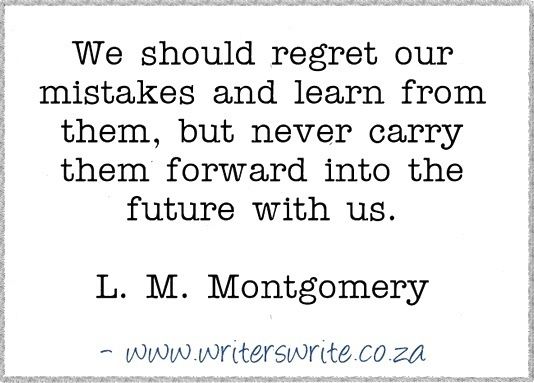 We should regret our
mistakes and learn from
them, but never carry
them forward into the
future with us.
L. M. Montgomery
- www.writerswrite.co.za